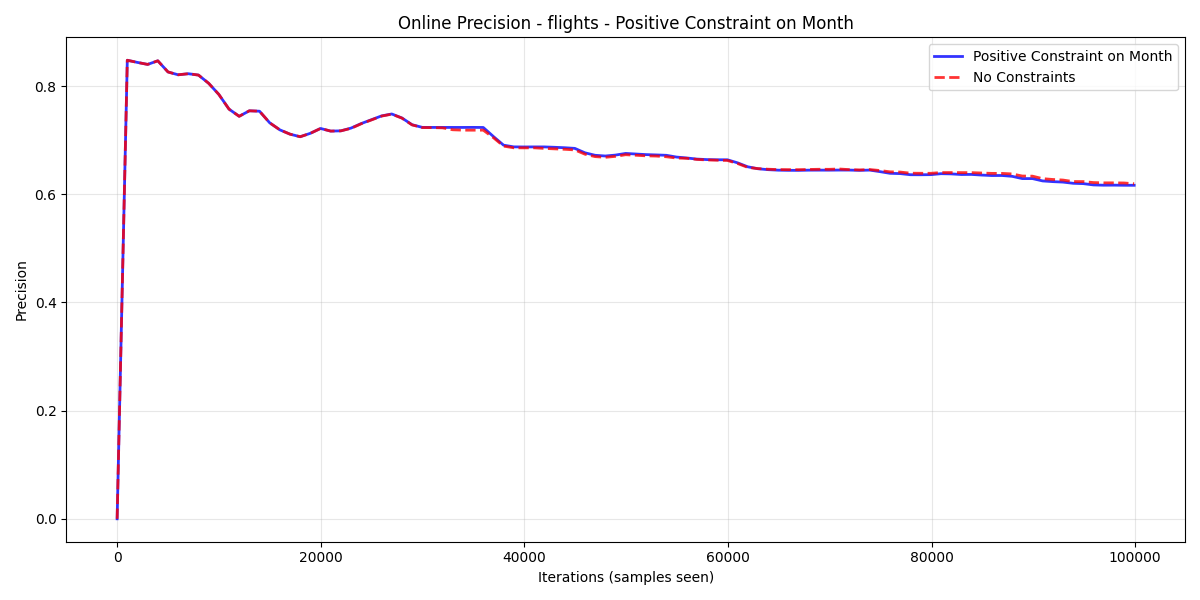 Online Precision - flights - Positive Constraint on Month
Positive Constraint on Month
No Constraints
Precision
0.8
0.6
0.4
0.2
0.0
0
20000
40000
60000
80000
100000
Iterations (samples seen)